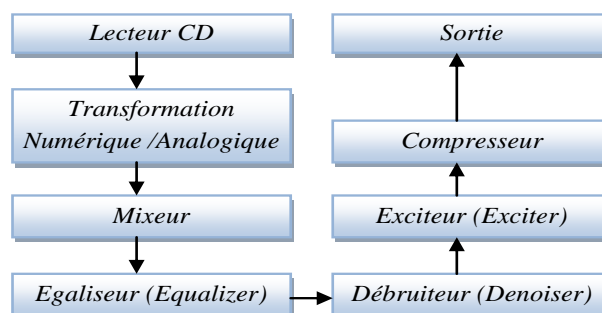 Lecteur CD
Transformation
Numérique /Analogique
Mixeur
Egaliseur (Equalizer)
Débruiteur (Denoiser)
Exciteur (Exciter)
Compresseur
Sortie